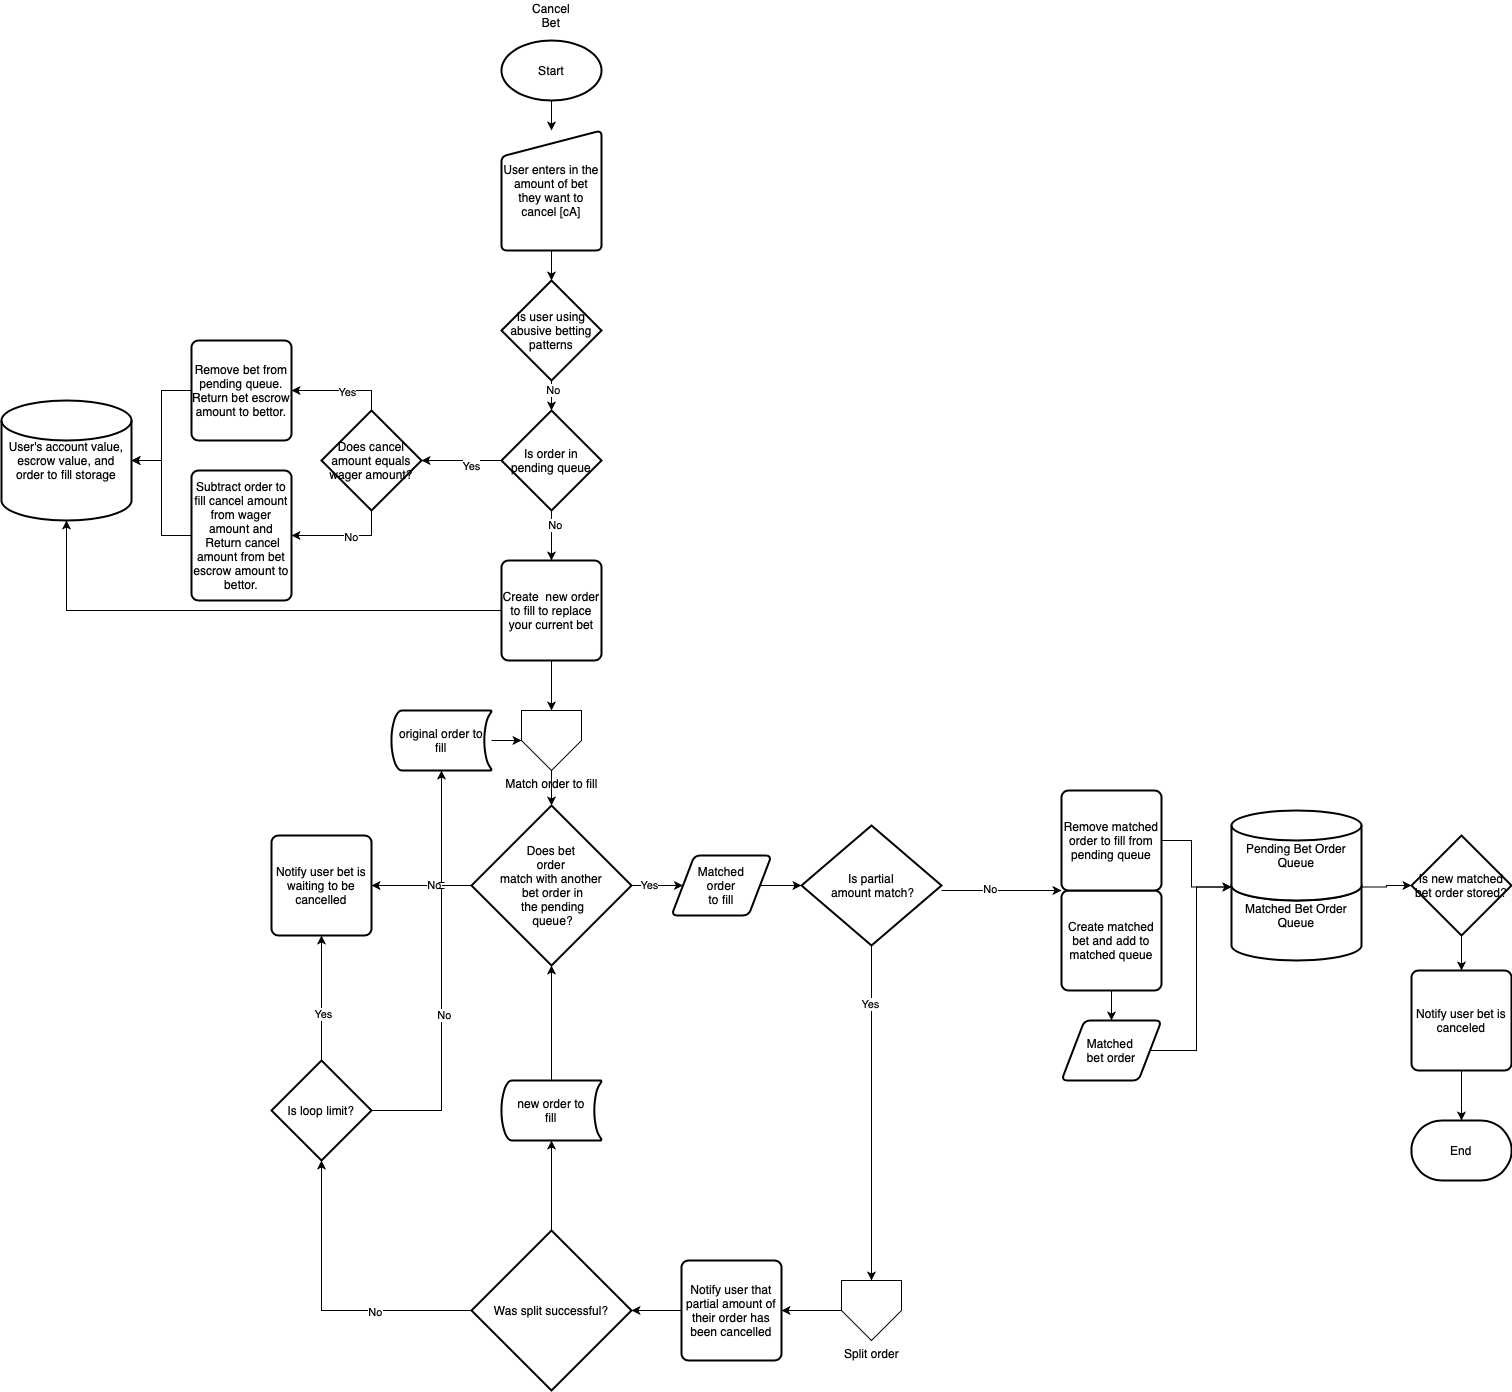 Cancel
Bet
Start
User enters in the
amount of bet
they want to
cancel [cA]
Is user using
abusive betting
patterns
No
Is order in
pending queue
Yes
No
Does cancel
amount equals
wager amount?
Yes
No
Remove bet from
pending queue.
Return bet escrow
amount to bettor.
Subtract order to
fill cancel amount
from wager
amount and
Return cancel
amount from bet
escrow amount to
bettor.
User's account value,
escrow value, and
order to fill storage
Create new order
to fill to replace
your current bet
original order to
fill
Match order to fill
Does bet
order
match with another
bet order in
the pending
queue?
No
Yes
Notify user bet is
waiting to be
cancelled
Matched
order
to fill
Is partial
amount match?
No
Yes
Remove matched
order to fill from
pending queue
Create matched
bet and add to
matched queue
Matched
bet order
Pending Bet Order
Queue
Matched Bet Order
Queue
Is new matched
bet order stored?
Notify user bet is
canceled
End
Yes
No
Is loop limit?
new order to
fill
Was split successful?
No
Notify user that
partial amount of
their order has
been cancelled
Split order